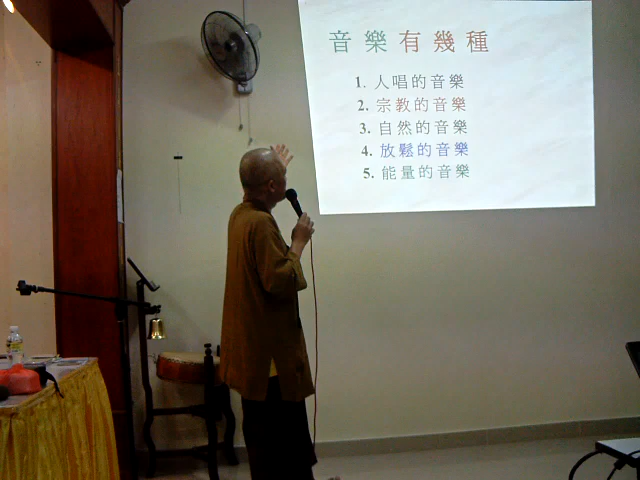 音樂有幾種
1. 人唱的音樂
2. 宗教的音樂
3. 自然的音樂
4. 放鬆的音樂
5. 能量的音樂